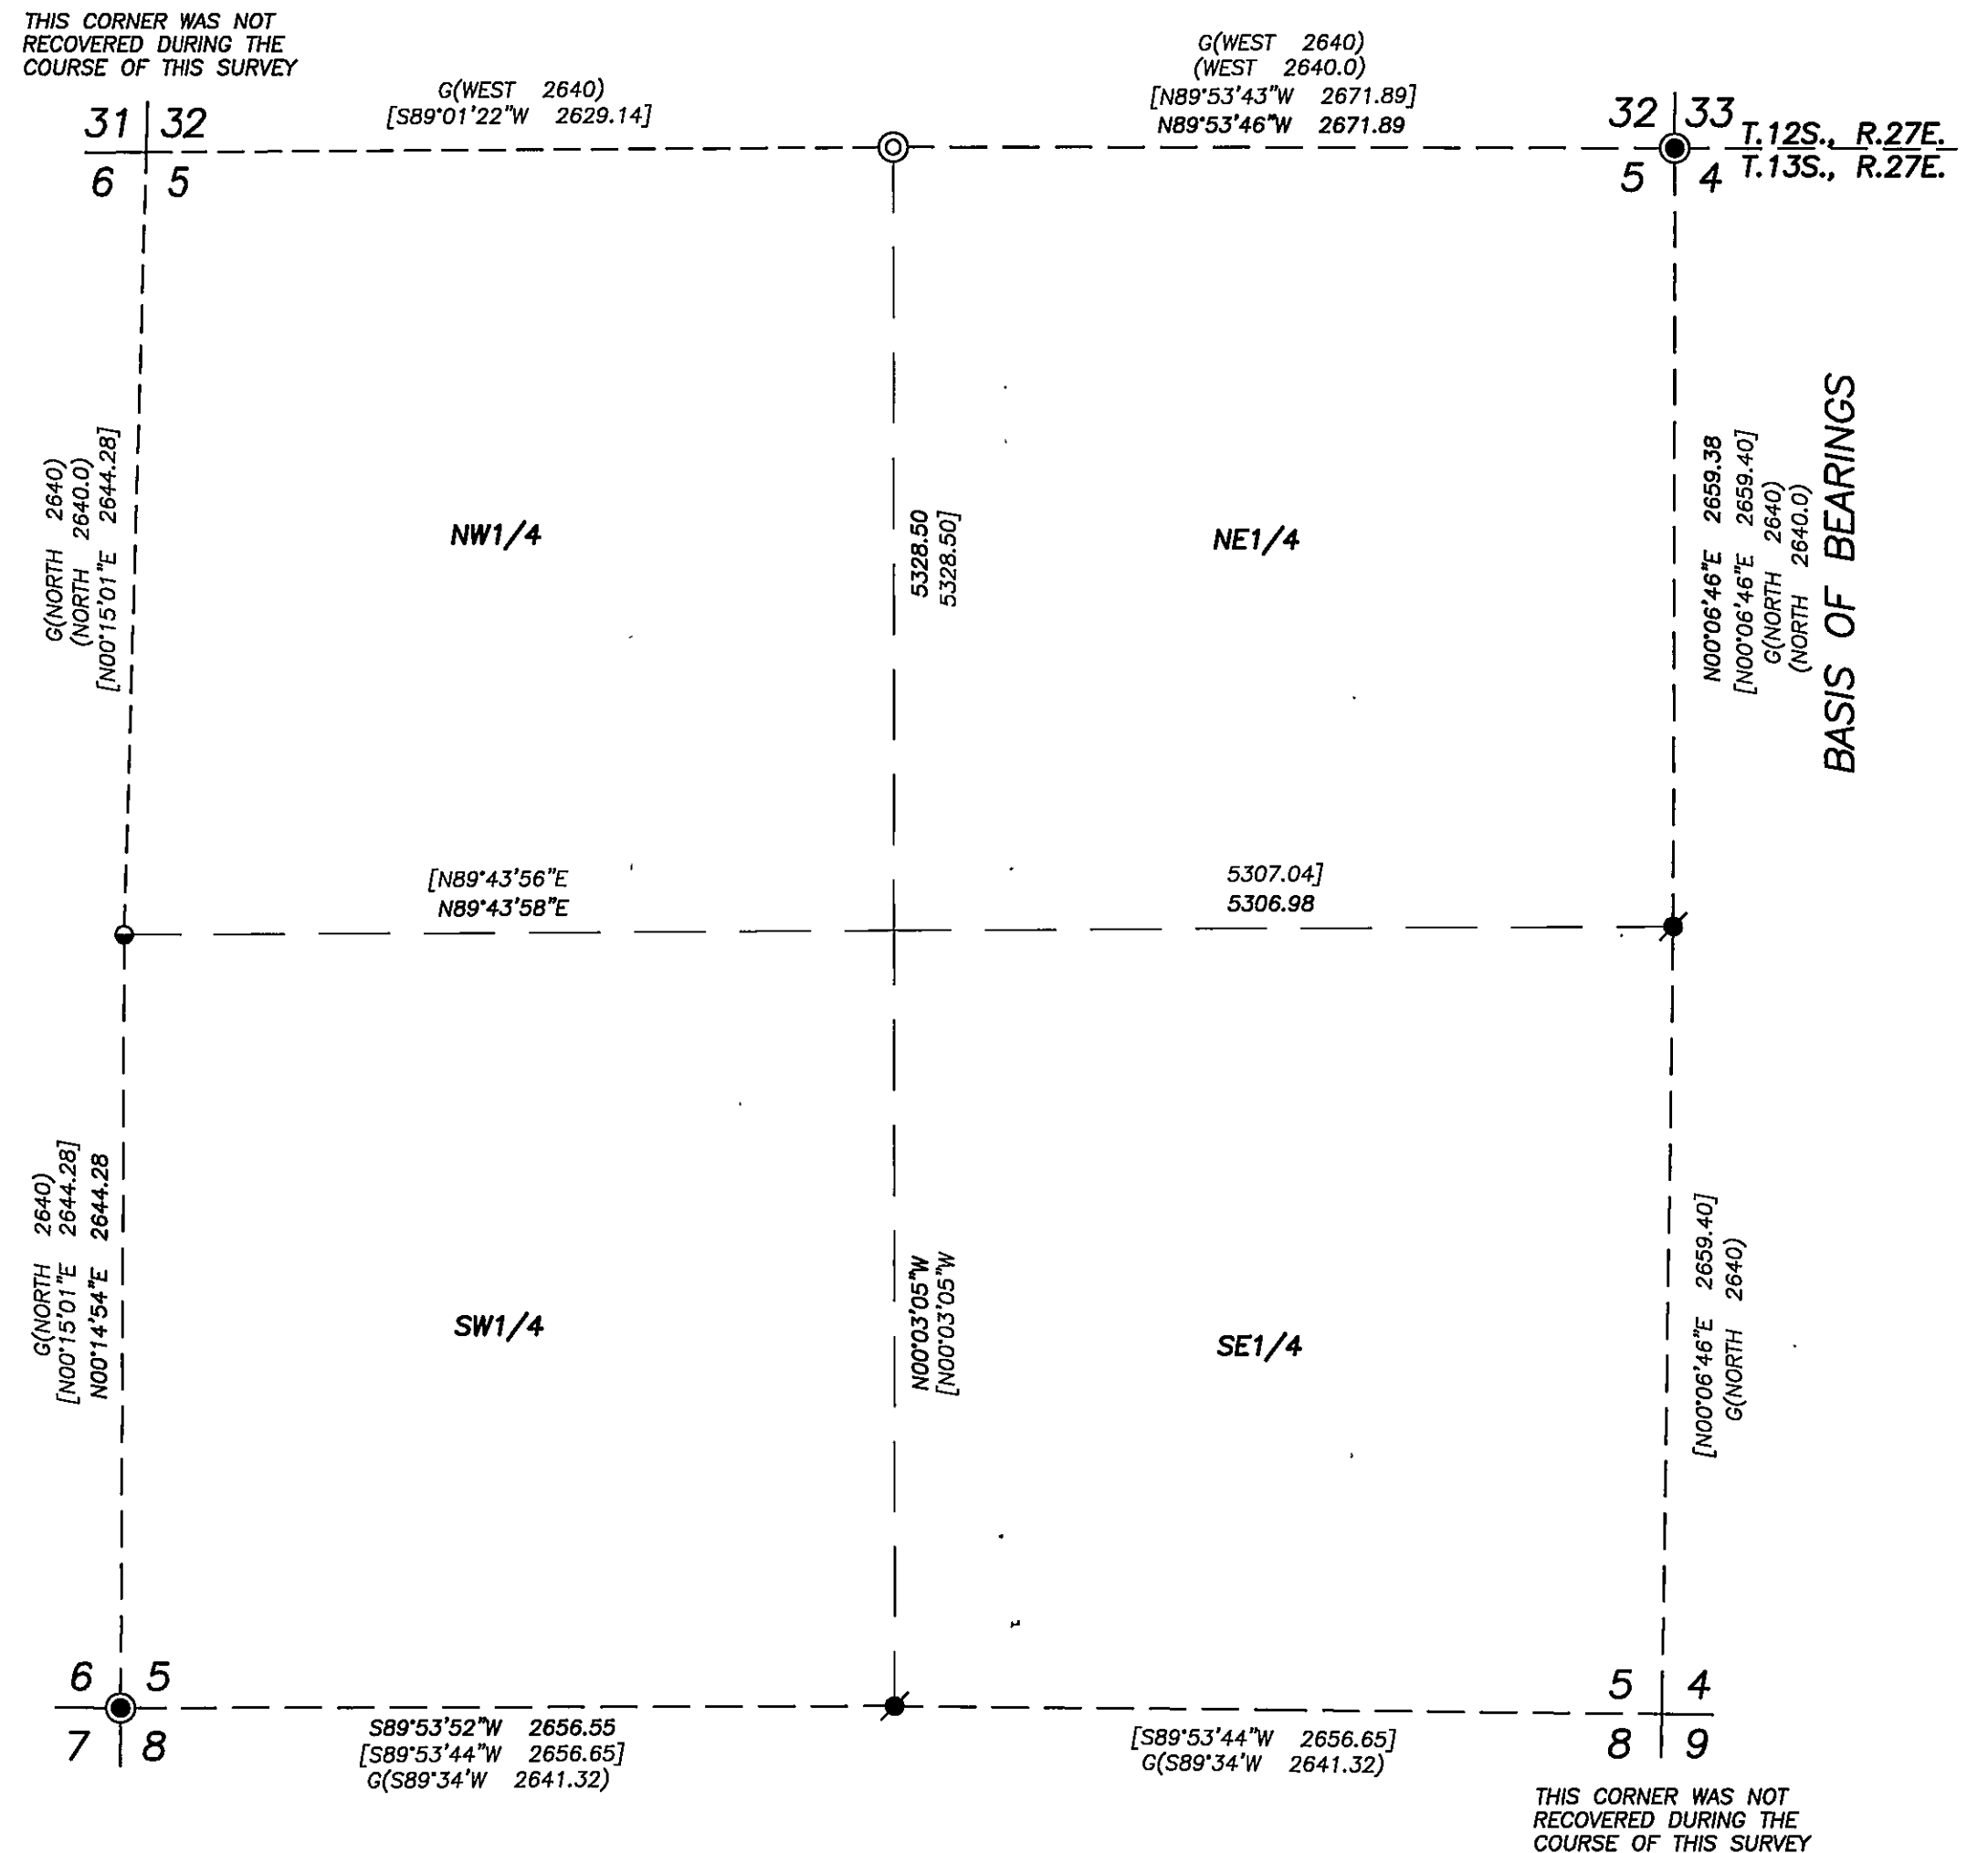 THIS CORNER WAS NOT
RECOVERED DURING THE
COURSE OF THIS SURVEY
G(WEST 2640)
[S89°01'22"W 2629.14]
G(WEST 2640)
(WEST 2640.0)
[N89°53'43"W 2671.89]
N89°53'46"W 2671.89
31 32
6 5
32 33
5 4
T.12S., R.27E.
T.13S., R.27E.
G(NORTH 2640)
(NORTH 2640.0)
[N00°15'01"E 2644.28]
NW1/4
5328.50
5328.50]
NE1/4
N00°06'46"E 2659.38
[N00°06'46"E 2659.40]
G(NORTH 2640)
(NORTH 2640.0)
BASIS OF BEARINGS
[N89°43'56"E
N89°43'58"E
5307.04]
5306.98
G(NORTH 2640)
[N00°15'01"E 2644.28]
N00°14'54"E 2644.28
SW1/4
N00°03'05"W
[N00°03'05"W
SE1/4
[N00°06'46"E 2659.40]
G(NORTH 2640)
6 5
7 8
S89°53'52"W 2656.55
[S89°53'44"W 2656.65]
G(S89°34'W 2641.32)
[S89°53'44"W 2656.65]
G(S89°34'W 2641.32)
5 4
8 9
THIS CORNER WAS NOT
RECOVERED DURING THE
COURSE OF THIS SURVEY